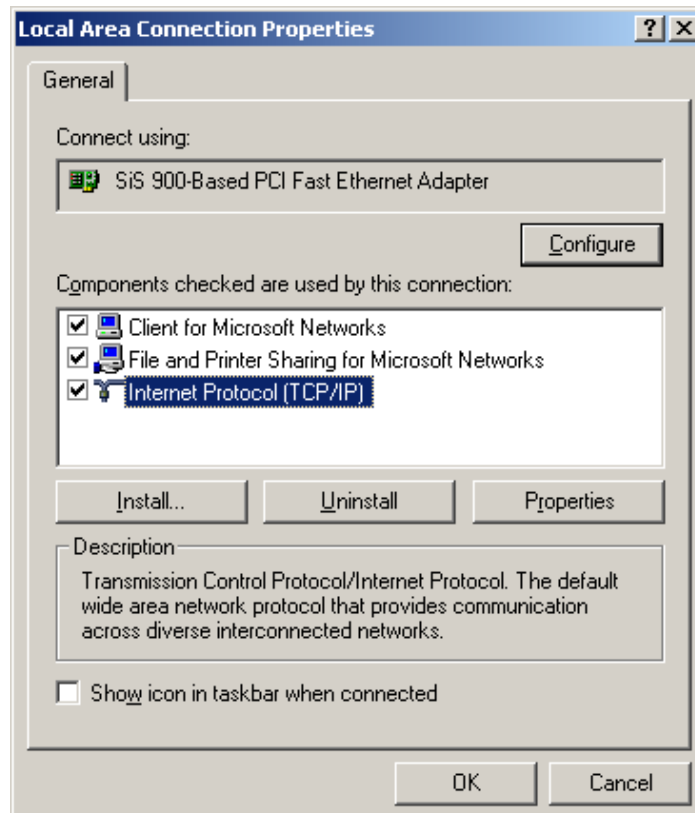 Local Area Connection Properties
General
Connect using:
SiS 900-Based PCI Fast Ethernet Adapter
Configure
Components checked are used by this connection:
Client for Microsoft Networks
File and Printer Sharing for Microsoft Networks
Internet Protocol (TCP/IP)
Install... Uninstall Properties
Description
Transmission Control Protocol/Internet Protocol. The default
wide area network protocol that provides communication
across diverse interconnected networks.
Show icon in taskbar when connected
OK Cancel